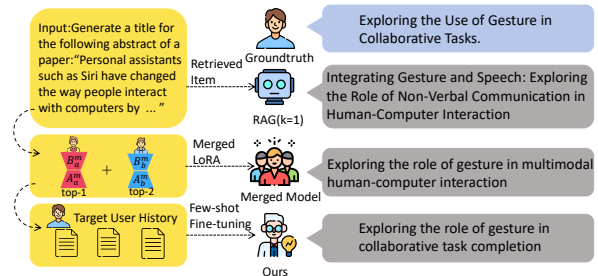 Input:Generate a title for
the following abstract of a
paper:“Personal assistants
such as Siri have changed
the way people interact
with computers by ... ”
Retrieved
Item
Groundtruth
Exploring the Use of Gesture in
Collaborative Tasks.
RAG(k=1)
Integrating Gesture and Speech: Exploring
the Role of Non-Verbal Communication in
Human-Computer Interaction
B_a^m
A_a^m
top-1
+
B_b^m
A_b^m
top-2
Merged
LoRA
Merged Model
Exploring the role of gesture in multimodal
human-computer interaction
Target User History
Few-shot
Fine-tuning
Ours
Exploring the role of gesture in
collaborative task completion